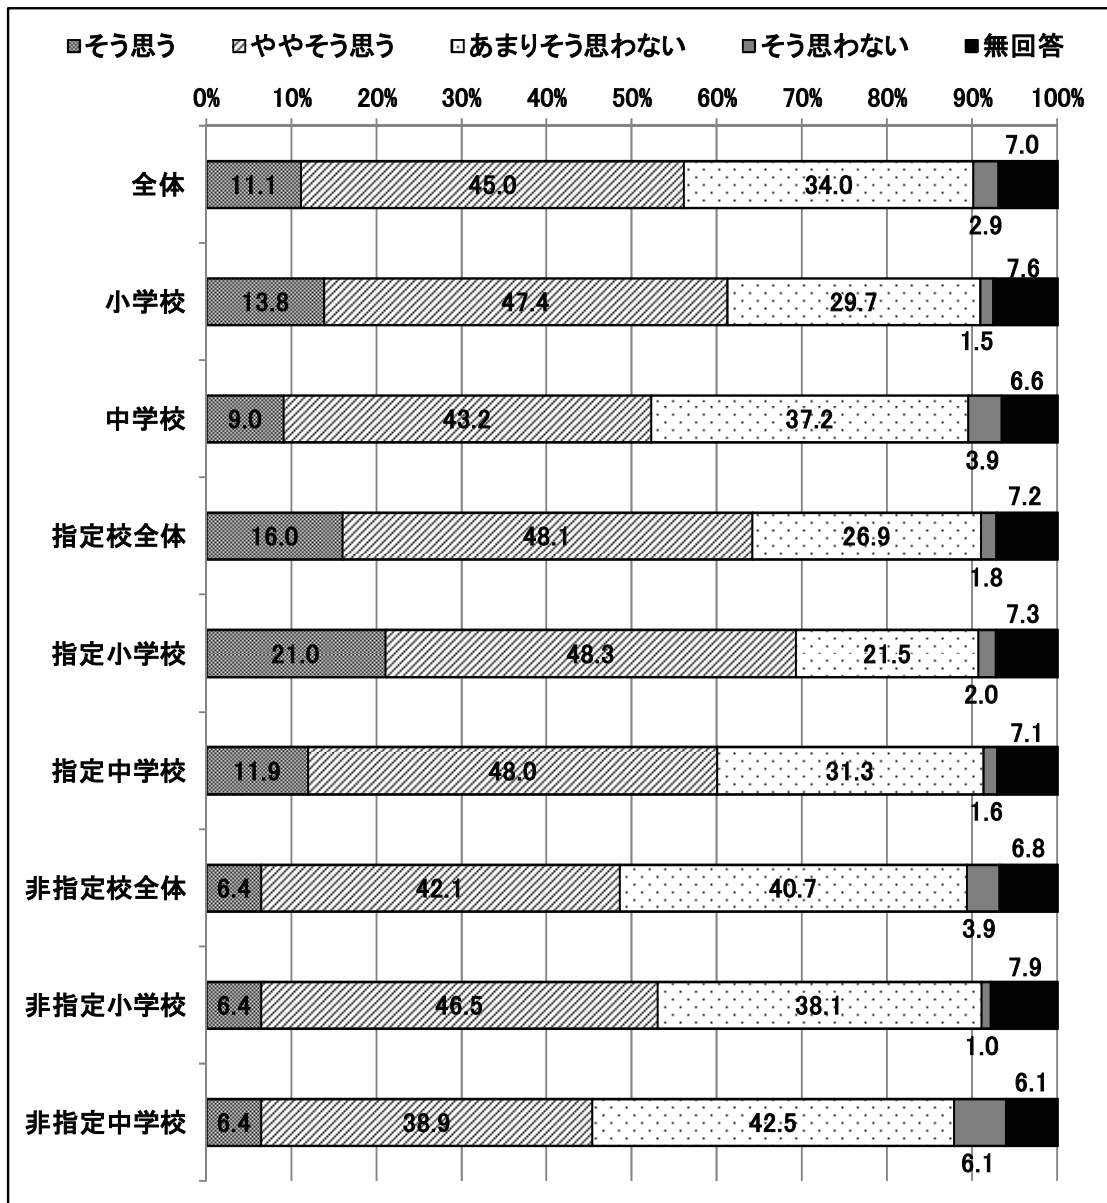 そう思う ややそう思う あまりそう思わない そう思わない 無回答
0% 10% 20% 30% 40% 50% 60% 70% 80% 90% 100%
7.0
全体 11.1 45.0 34.0
2.9
7.6
小学校 13.8 47.4 29.7
1.5
6.6
中学校 9.0 43.2 37.2
3.9
7.2
指定校全体 16.0 48.1 26.9
1.8
7.3
指定小学校 21.0 48.3 21.5
2.0
7.1
指定中学校 11.9 48.0 31.3
1.6
6.8
非指定校全体 6.4 42.1 40.7
3.9
7.9
非指定小学校 6.4 46.5 38.1
1.0
6.1
非指定中学校 6.4 38.9 42.5
6.1